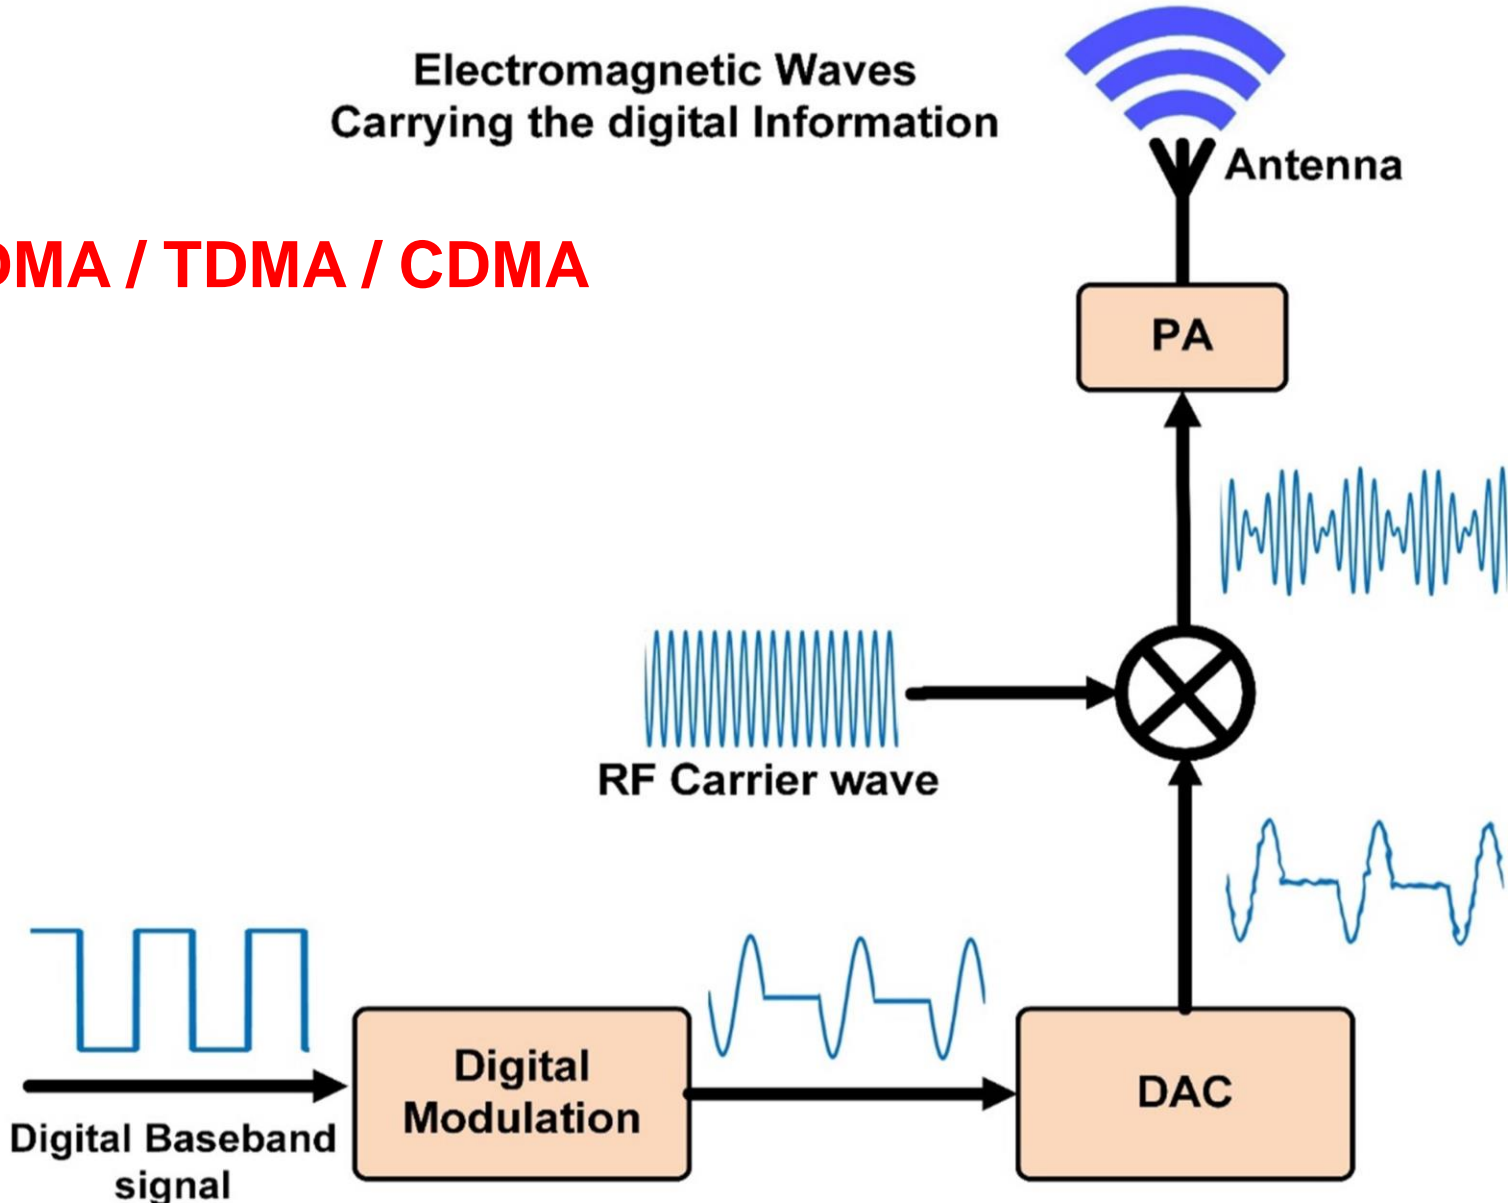 Electromagnetic Waves
Carrying the digital Information
Antenna
DMA / TDMA / CDMA
PA
RF Carrier wave
Digital
Modulation
DAC
Digital Baseband
signal